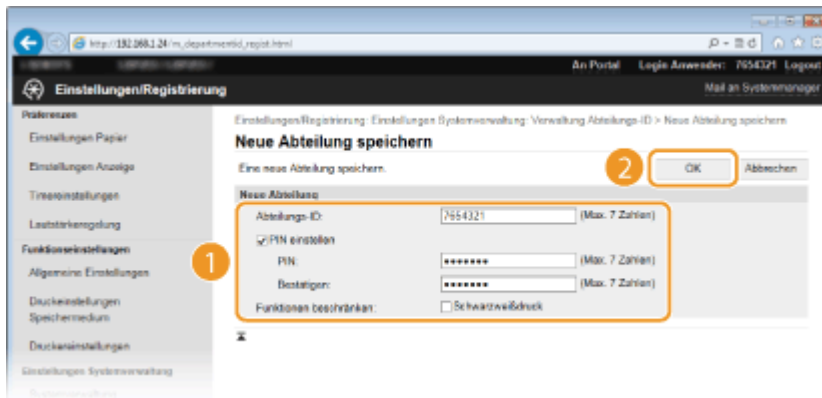 http://192.168.1.24/m_departmentid_regist.html
An Portal Login Anwender: 7654321 Logout
Einstellungen/Registrierung
Mail an Systemmanager
Präferenzen
Einstellungen/Registrierung: Einstellungen Systemverwaltung: Verwaltung Abteilungs-ID > Neue Abteilung speichern
Einstellungen Papier
Neue Abteilung speichern
Einstellungen Anzeige
Eine neue Abteilung speichern.
2
OK
Abbrechen
Timereinstellungen
Neue Abteilung
Lautstärkeregelung
Abteilungs-ID: 7654321 (Max. 7 Zahlen)
Funktionseinstellungen
PIN einstellen
1
Allgemeine Einstellungen
PIN: ••••••• (Max. 7 Zahlen)
Bestätigen: ••••••• (Max. 7 Zahlen)
Druckeinstellungen
Speichermedium
Funktionen beschränken: Schwarzweißdruck
Druckereinstellungen
Einstellungen Systemverwaltung